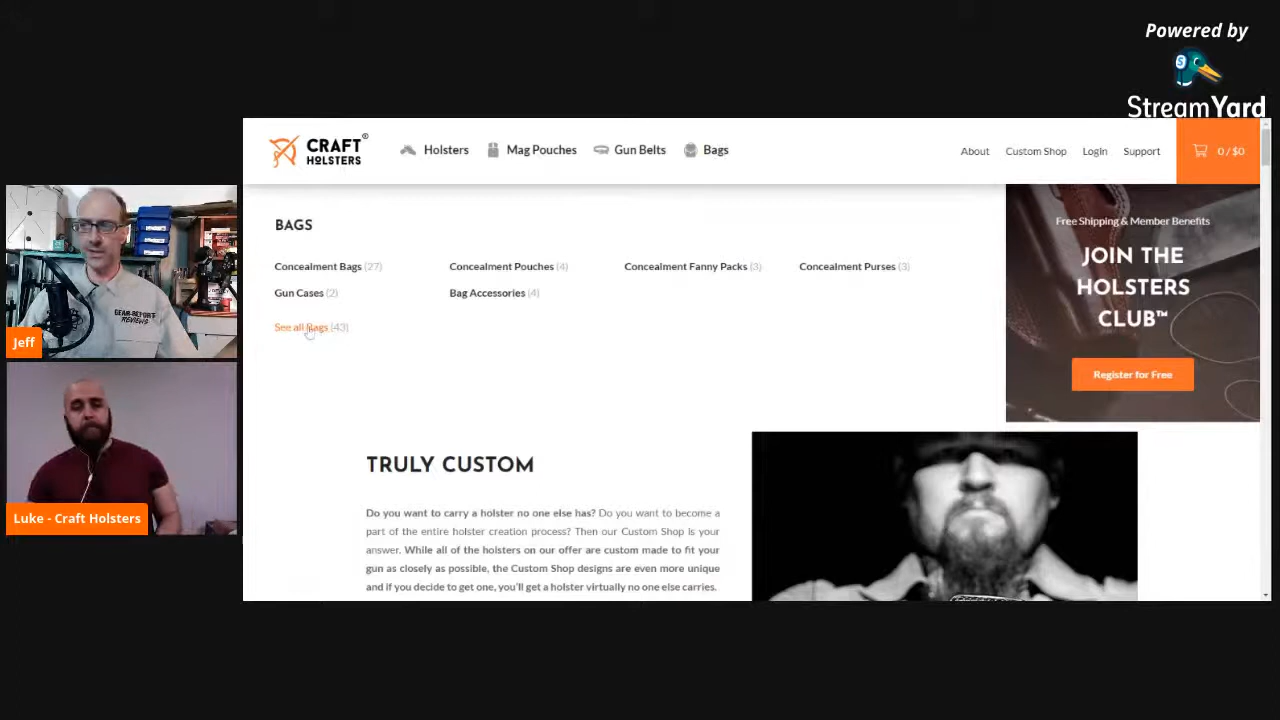 Powered by
StreamYard
CRAFT®
HOLSTERS
Holsters
Mag Pouches
Gun Belts
Bags
About
Custom Shop
Login
Support
0 / $0
BAGS
Concealment Bags (27)
Concealment Pouches (4)
Concealment Fanny Packs (3)
Concealment Purses (3)
Gun Cases (2)
Bag Accessories (4)
See all Bags (43)
Free Shipping & Member Benefits
JOIN THE
HOLSTERS
CLUB™
Register for Free
GEAR REPORT
REVIEWS
Jeff
Luke - Craft Holsters
TRULY CUSTOM
Do you want to carry a holster no one else has? Do you want to become a
part of the entire holster creation process? Then our Custom Shop is your
answer. While all of the holsters on our offer are custom made to fit your
gun as closely as possible, the Custom Shop designs are even more unique
and if you decide to get one, you'll get a holster virtually no one else carries.